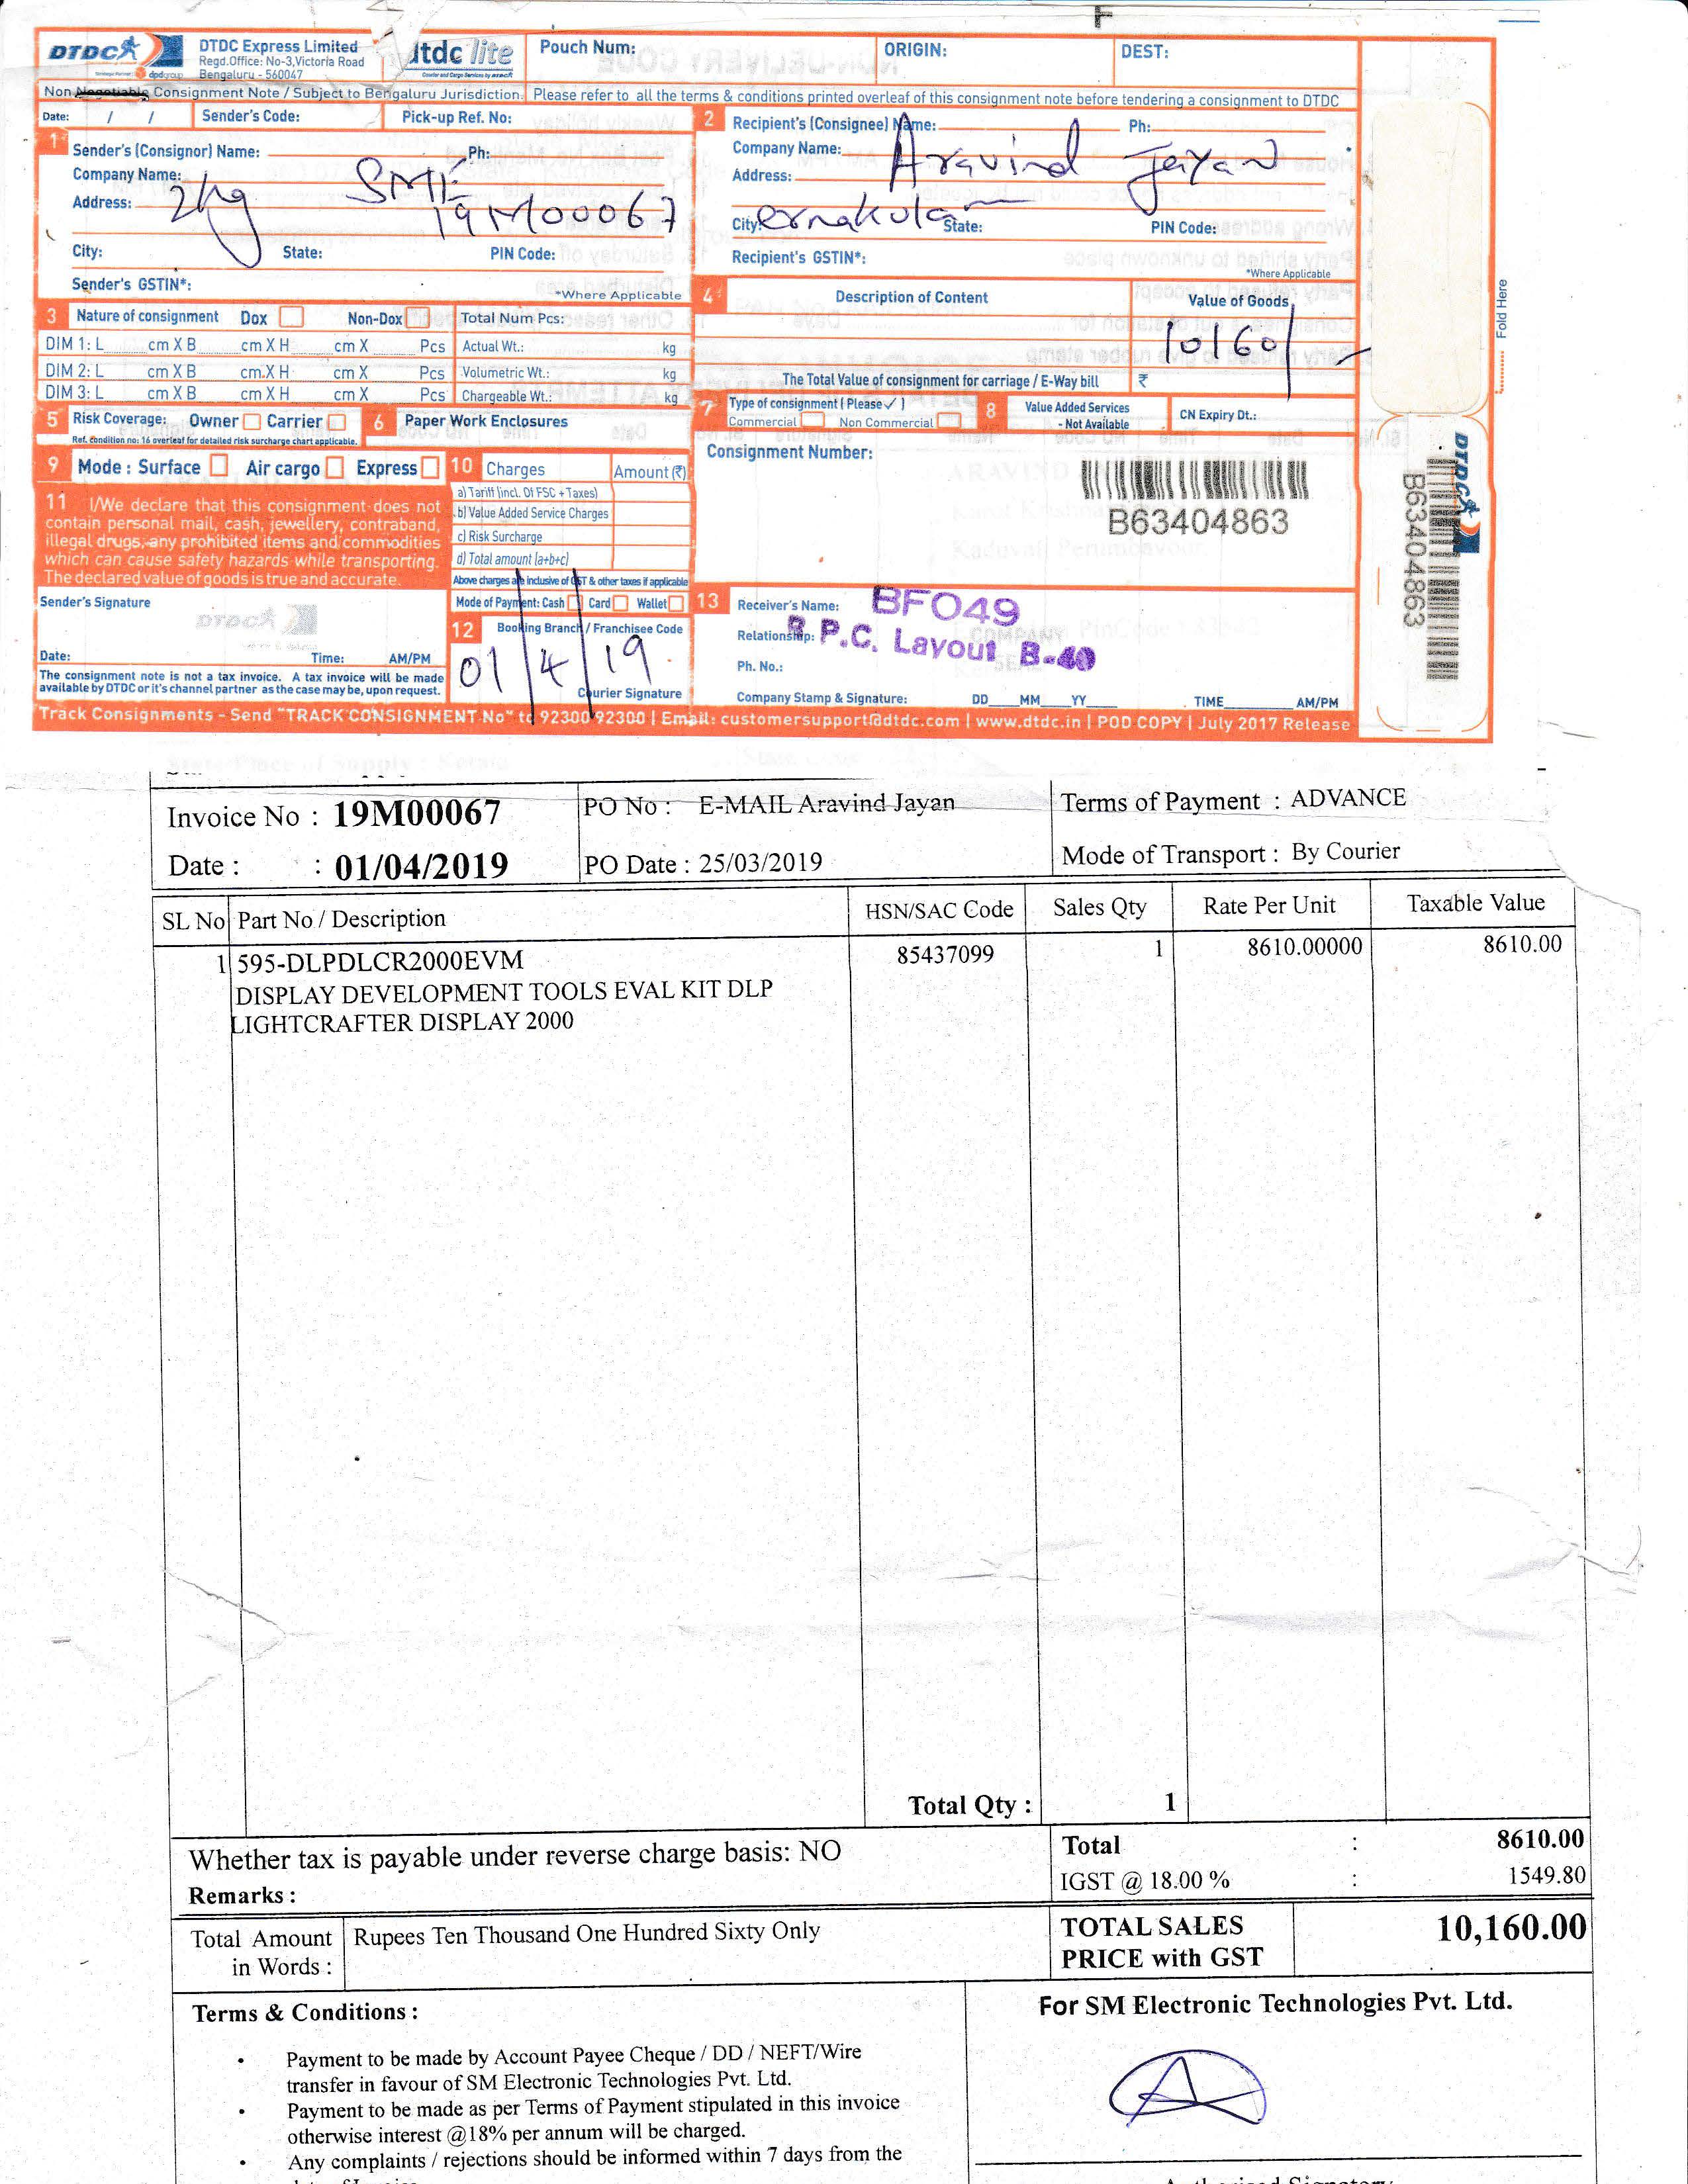 DTDC
dpdgroup
DTDC Express Limited
Regd.Office: No-3,Victoria Road
Bengaluru - 560047
dtdc lite
Pouch Num:
ORIGIN:
DEST:
Non Negotiable Consignment Note / Subject to Bengaluru Jurisdiction. Please refer to all the terms & conditions printed overleaf of this consignment note before tendering a consignment to DTDC
Date: / / Sender's Code: Pick-up Ref. No:
1 Sender's (Consignor) Name: Ph:
Company Name: SME
Address: 2kg 19M00067
City: State: PIN Code:
Sender's GSTIN*:
*Where Applicable
2 Recipient's (Consignee) Name: Ph:
Company Name: Aravind Jayan
Address:
City: ernakulam State: PIN Code:
Recipient's GSTIN*:
*Where Applicable
3 Nature of consignment Dox Non-Dox Total Num Pcs:
DIM 1: L cm X B cm X H cm X Pcs Actual Wt.: kg
DIM 2: L cm X B cm X H cm X Pcs Volumetric Wt.: kg
DIM 3: L cm X B cm X H cm X Pcs Chargeable Wt.: kg
4 Description of Content Value of Goods
10160/-
The Total Value of consignment for carriage / E-Way bill ₹
5 Risk Coverage: Owner Carrier
Ref. Condition no: 16 overleaf for detailed risk surcharge chart applicable.
6 Paper Work Enclosures
7 Type of consignment ( Please ✓ )
Commercial Non Commercial
8 Value Added Services
- Not Available
CN Expiry Dt.:
9 Mode : Surface Air cargo Express
10 Charges Amount (₹)
a) Tariff (incl. Of FSC + Taxes)
b) Value Added Service Charges
c) Risk Surcharge
d) Total amount (a+b+c)
Above charges are inclusive of GST & other taxes if applicable
Mode of Payment: Cash Card Wallet
11 I/We declare that this consignment does not
contain personal mail, cash, jewellery, contraband,
illegal drugs, any prohibited items and commodities
which can cause safety hazards while transporting.
The declared value of goods is true and accurate.
Sender's Signature
DTDC
Date: Time: AM/PM
The consignment note is not a tax invoice. A tax invoice will be made
available by DTDC or it's channel partner as the case may be, upon request.
12 Booking Branch / Franchisee Code
01/4/19
Courier Signature
Consignment Number:
B63404863
13 Receiver's Name: BFO49
Relationship: R.P.C. Layout B-40
Ph. No.:
Company Stamp & Signature: DD MM YY TIME AM/PM
Track Consignments - Send "TRACK CONSIGNMENT No" to 92300 92300 | Email: customersupport@dtdc.com | www.dtdc.in | POD COPY | July 2017 Release
DTDC
B63404863
Fold Here
Invoice No : 19M00067
Date : : 01/04/2019
PO No : E-MAIL Aravind Jayan
PO Date : 25/03/2019
Terms of Payment : ADVANCE
Mode of Transport : By Courier
SL No Part No / Description HSN/SAC Code Sales Qty Rate Per Unit Taxable Value
1 595-DLPDLCR2000EVM 85437099 1 8610.00000 8610.00
DISPLAY DEVELOPMENT TOOLS EVAL KIT DLP
LIGHTCRAFTER DISPLAY 2000
Total Qty : 1
Whether tax is payable under reverse charge basis: NO
Remarks :
Total : 8610.00
IGST @ 18.00 % : 1549.80
Total Amount in Words : Rupees Ten Thousand One Hundred Sixty Only
TOTAL SALES PRICE with GST 10,160.00
Terms & Conditions :
• Payment to be made by Account Payee Cheque / DD / NEFT/Wire
transfer in favour of SM Electronic Technologies Pvt. Ltd.
• Payment to be made as per Terms of Payment stipulated in this invoice
otherwise interest @18% per annum will be charged.
• Any complaints / rejections should be informed within 7 days from the
For SM Electronic Technologies Pvt. Ltd.